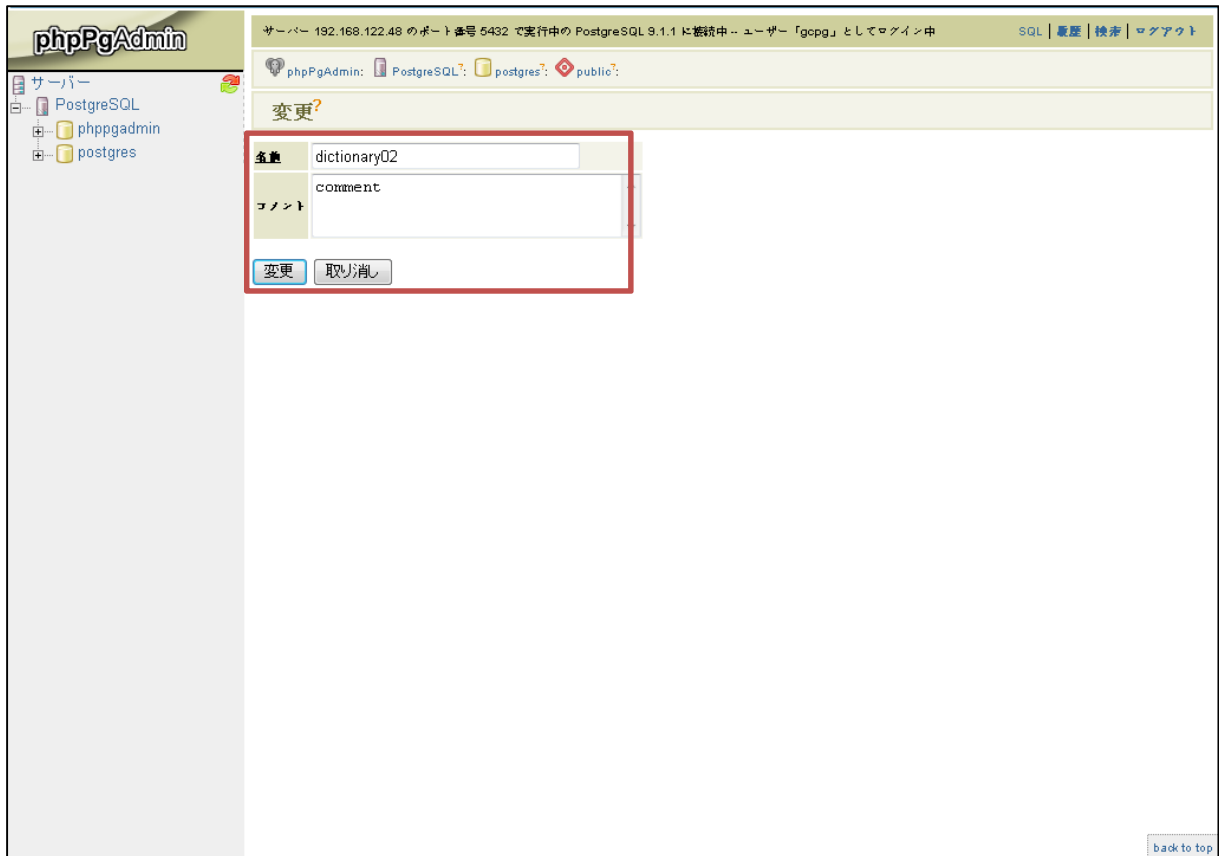 phpPgAdmin
サーバー 192.168.122.48 のポート番号 5432 で実行中の PostgreSQL 9.1.1 に接続中 -- ユーザー「gcpg」としてログイン中
SQL | 履歴 | 検索 | ログアウト
phpPgAdmin: PostgreSQL?: postgres?: public?:
サーバー
PostgreSQL
phppgadmin
postgres
変更?
名前 dictionary02
コメント comment
変更 取り消し
back to top